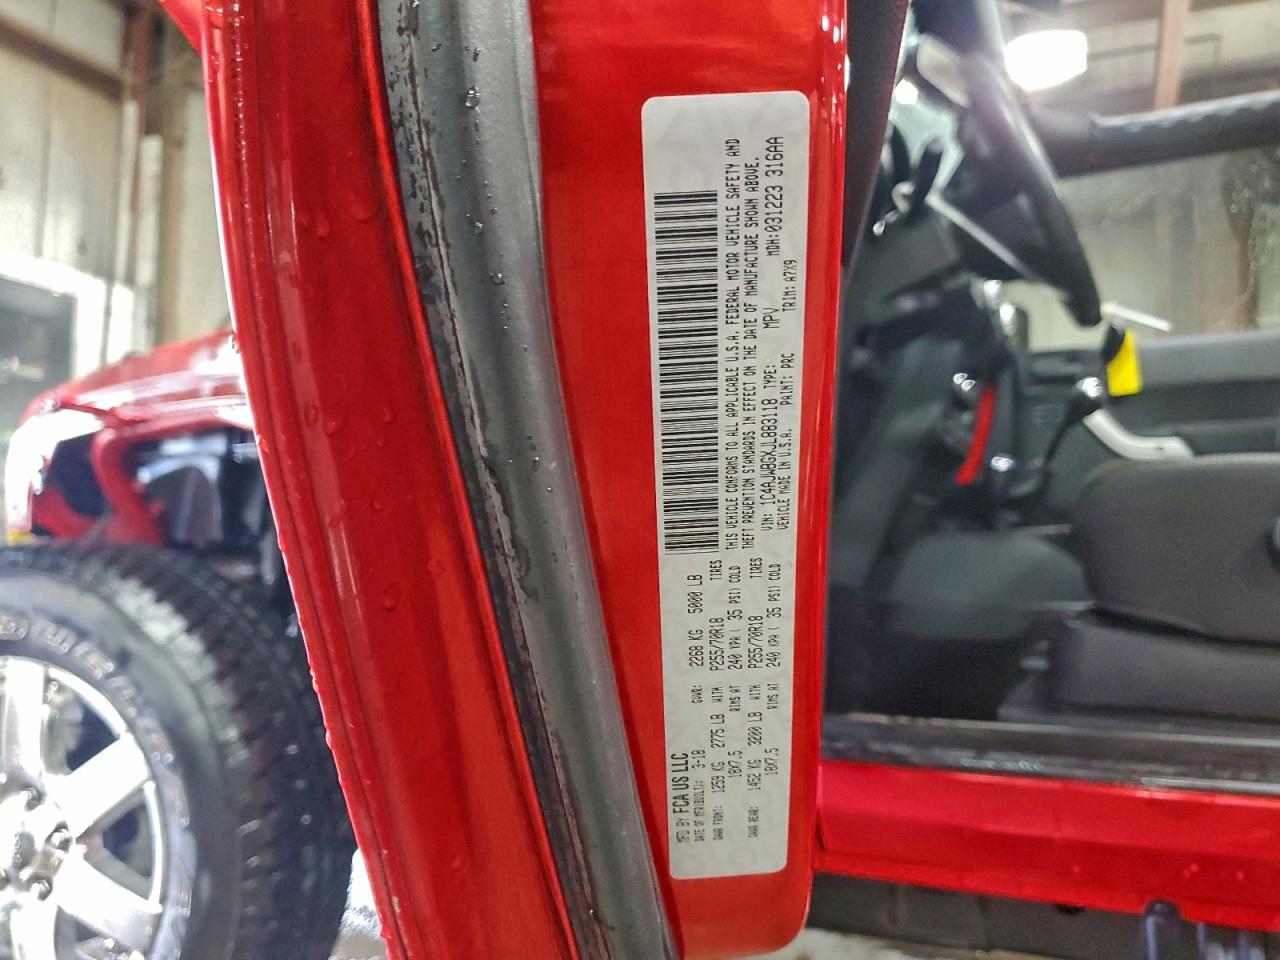 MFD BY FCA US LLC
DATE OF MFR(BUILT): 3-18 GVWR: 2268 KG 5000 LB
GAWR FRONT: 1259 KG 2775 LB WITH P255/70R18 TIRES
18X7.5 RIMS AT 240 KPA ( 35 PSI) COLD
GAWR REAR: 1452 KG 3200 LB WITH P255/70R18 TIRES
18X7.5 RIMS AT 240 KPA ( 35 PSI) COLD
THIS VEHICLE CONFORMS TO ALL APPLICABLE U.S.A. FEDERAL MOTOR VEHICLE SAFETY AND
THEFT PREVENTION STANDARDS IN EFFECT ON THE DATE OF MANUFACTURE SHOWN ABOVE.
VIN: 1C4AJWBGXJL883118 TYPE: MPV MDH:031223 316AA
VEHICLE MADE IN U.S.A. PAINT: PRC TRIM: A7X9